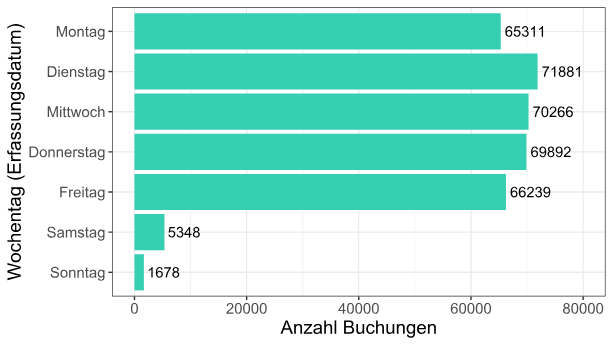 Wochentag (Erfassungsdatum)
Montag 65311
Dienstag 71881
Mittwoch 70266
Donnerstag 69892
Freitag 66239
Samstag 5348
Sonntag 1678
0 20000 40000 60000 80000
Anzahl Buchungen